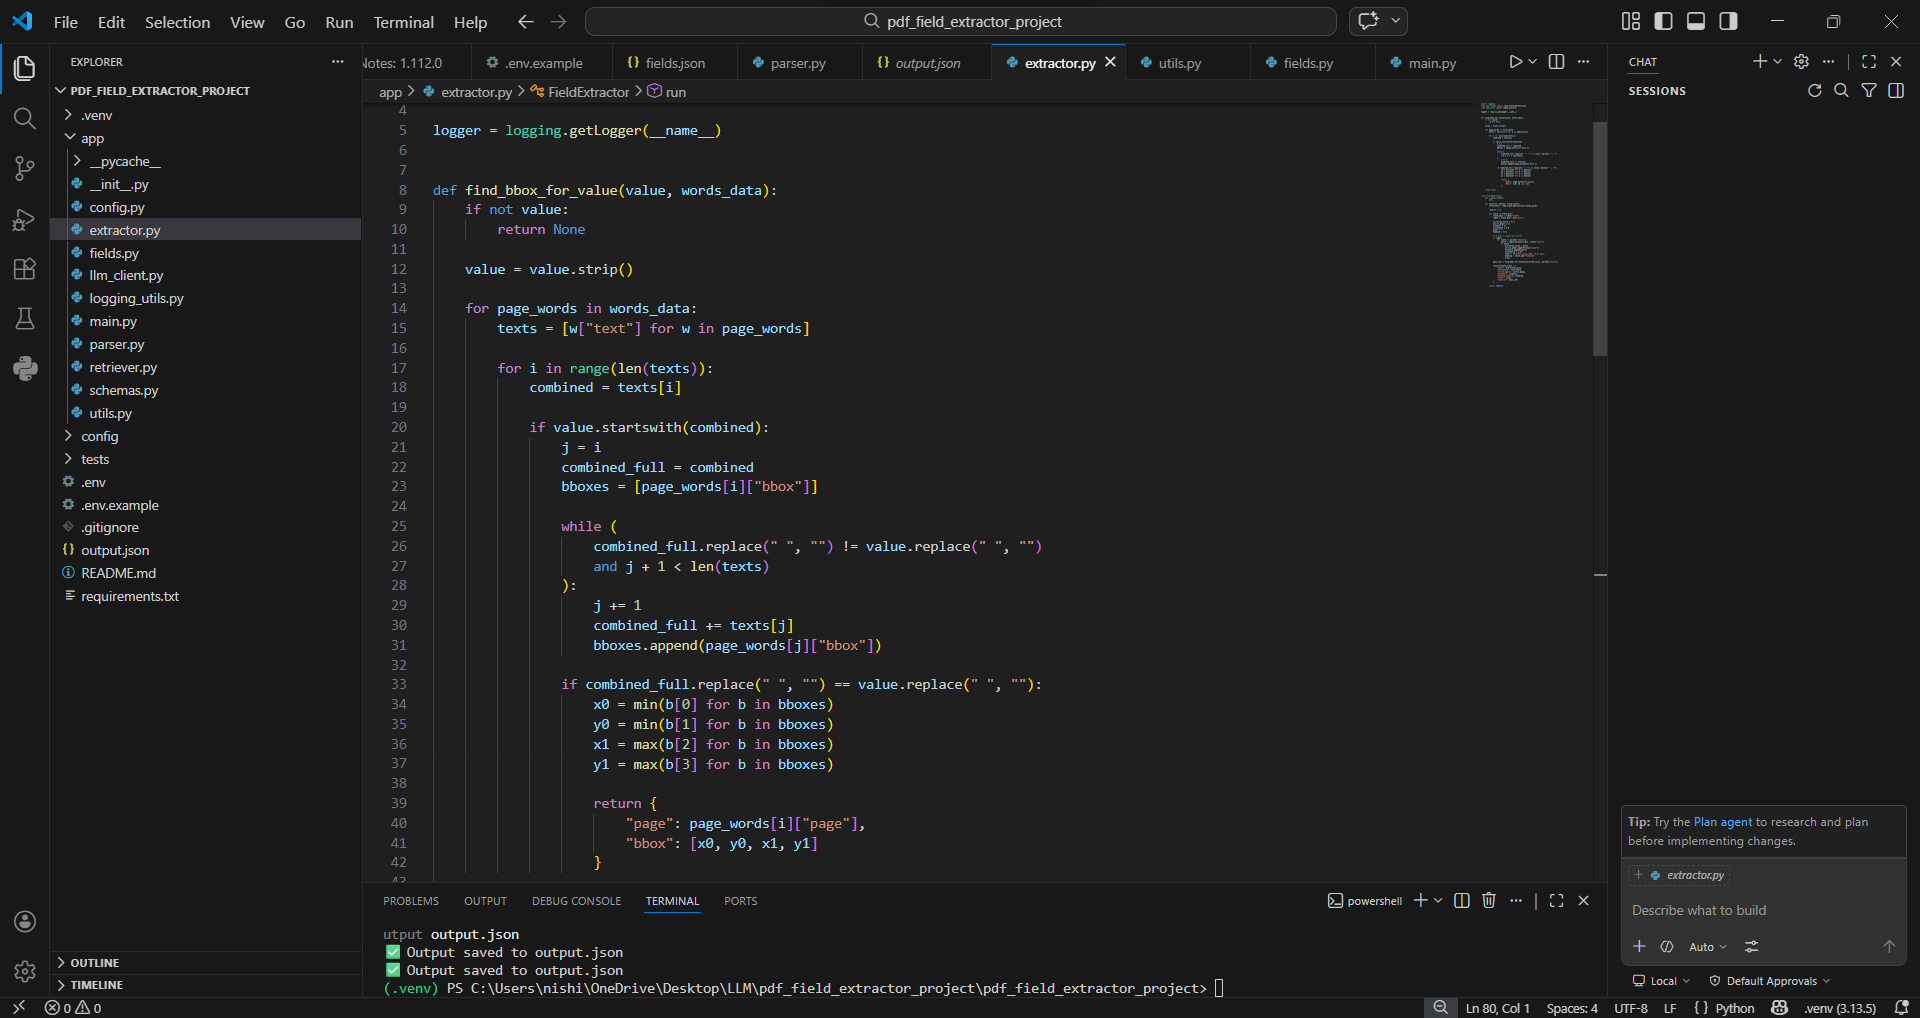 File Edit Selection View Go Run Terminal Help
pdf_field_extractor_project
EXPLORER
PDF_FIELD_EXTRACTOR_PROJECT
.venv
app
__pycache__
__init__.py
config.py
extractor.py
fields.py
llm_client.py
logging_utils.py
main.py
parser.py
retriever.py
schemas.py
utils.py
config
tests
.env
.env.example
.gitignore
output.json
README.md
requirements.txt
OUTLINE
TIMELINE
Notes: 1.112.0 .env.example fields.json parser.py output.json extractor.py utils.py fields.py main.py
app > extractor.py > FieldExtractor > run
4
5 logger = logging.getLogger(__name__)
6
7
8 def find_bbox_for_value(value, words_data):
9 if not value:
10 return None
11
12 value = value.strip()
13
14 for page_words in words_data:
15 texts = [w["text"] for w in page_words]
16
17 for i in range(len(texts)):
18 combined = texts[i]
19
20 if value.startswith(combined):
21 j = i
22 combined_full = combined
23 bboxes = [page_words[i]["bbox"]]
24
25 while (
26 combined_full.replace(" ", "") != value.replace(" ", "")
27 and j + 1 < len(texts)
28 ):
29 j += 1
30 combined_full += texts[j]
31 bboxes.append(page_words[j]["bbox"])
32
33 if combined_full.replace(" ", "") == value.replace(" ", ""):
34 x0 = min(b[0] for b in bboxes)
35 y0 = min(b[1] for b in bboxes)
36 x1 = max(b[2] for b in bboxes)
37 y1 = max(b[3] for b in bboxes)
38
39 return {
40 "page": page_words[i]["page"],
41 "bbox": [x0, y0, x1, y1]
42 }
43
PROBLEMS OUTPUT DEBUG CONSOLE TERMINAL PORTS
powershell
utput output.json
✅ Output saved to output.json
✅ Output saved to output.json
(.venv) PS C:\Users\nishi\OneDrive\Desktop\LLM\pdf_field_extractor_project\pdf_field_extractor_project>
CHAT
SESSIONS
Tip: Try the Plan agent to research and plan
before implementing changes.
extractor.py
Describe what to build
Auto
Local Default Approvals
0 0
Ln 80, Col 1 Spaces: 4 UTF-8 LF { } Python .venv (3.13.5)